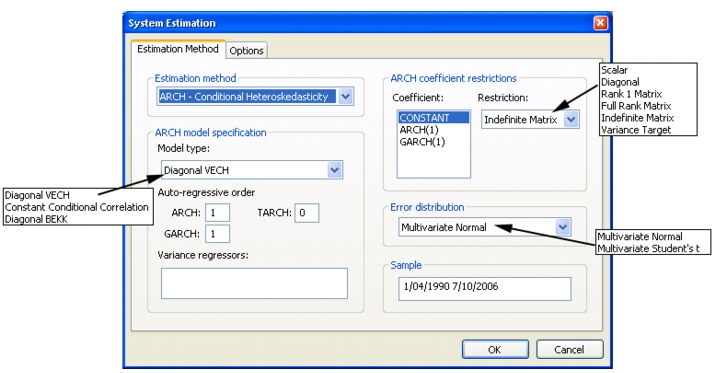 System Estimation
Estimation Method
Options
Estimation method
ARCH - Conditional Heteroskedasticity
ARCH model specification
Model type:
Diagonal VECH
Auto-regressive order
ARCH: 1
TARCH: 0
GARCH: 1
Variance regressors:
Diagonal VECH
Constant Conditional Correlation
Diagonal BEKK
ARCH coefficient restrictions
Coefficient:
Restriction:
CONSTANT
ARCH(1)
GARCH(1)
Indefinite Matrix
Scalar
Diagonal
Rank 1 Matrix
Full Rank Matrix
Indefinite Matrix
Variance Target
Error distribution
Multivariate Normal
Multivariate Normal
Multivariate Student's t
Sample
1/04/1990 7/10/2006
OK
Cancel